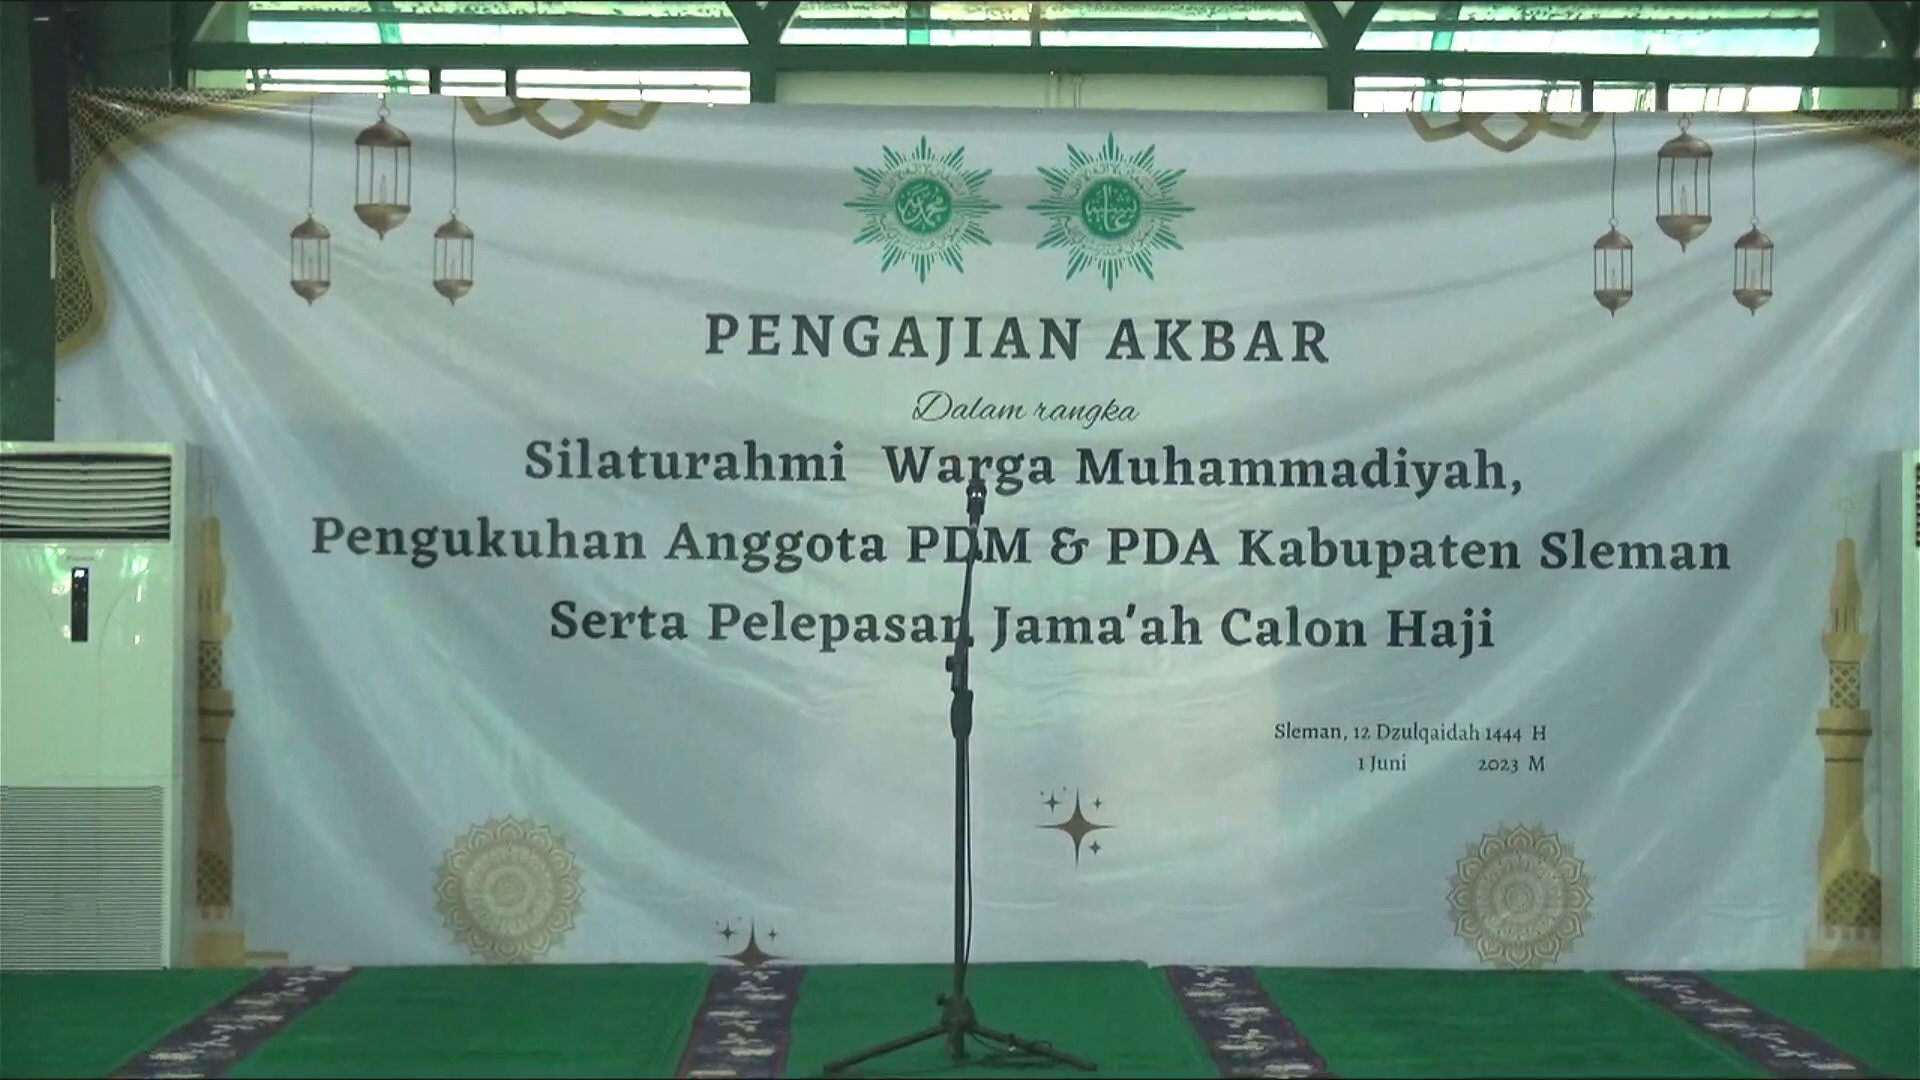 PENGAJIAN AKBAR
Dalam rangka
Silaturahmi Warga Muhammadiyah,
Pengukuhan Anggota PDM & PDA Kabupaten Sleman
Serta Pelepasan Jama'ah Calon Haji
Sleman, 12 Dzulqaidah 1444 H
1 Juni 2023 M